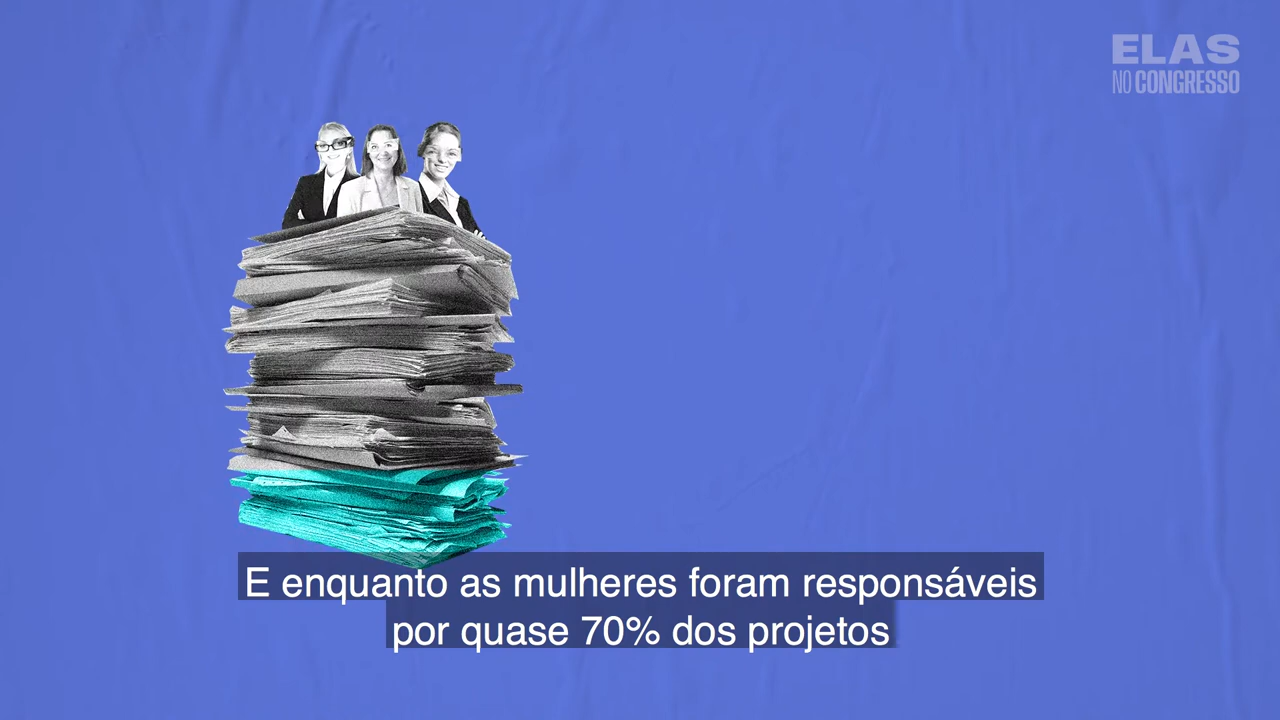 ELAS
NO CONGRESSO
E enquanto as mulheres foram responsáveis
por quase 70% dos projetos